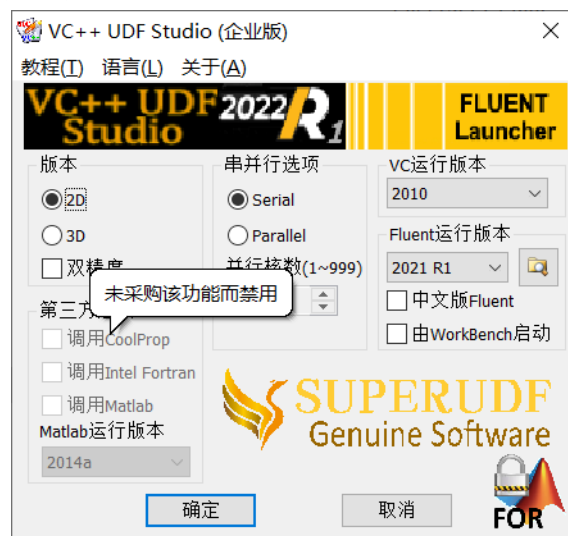 VC++ UDF Studio (企业版)
教程(T) 语言(L) 关于(A)
VC++ UDF Studio 2022 R1
FLUENT Launcher
版本
2D
3D
双精度
串并行选项
Serial
Parallel
并行核数(1~999)
VC运行版本
2010
Fluent运行版本
2021 R1
中文版Fluent
由WorkBench启动
未采购该功能而禁用
第三方
调用CoolProp
调用Intel Fortran
调用Matlab
Matlab运行版本
2014a
SUPERUDF
Genuine Software
确定
取消
FOR